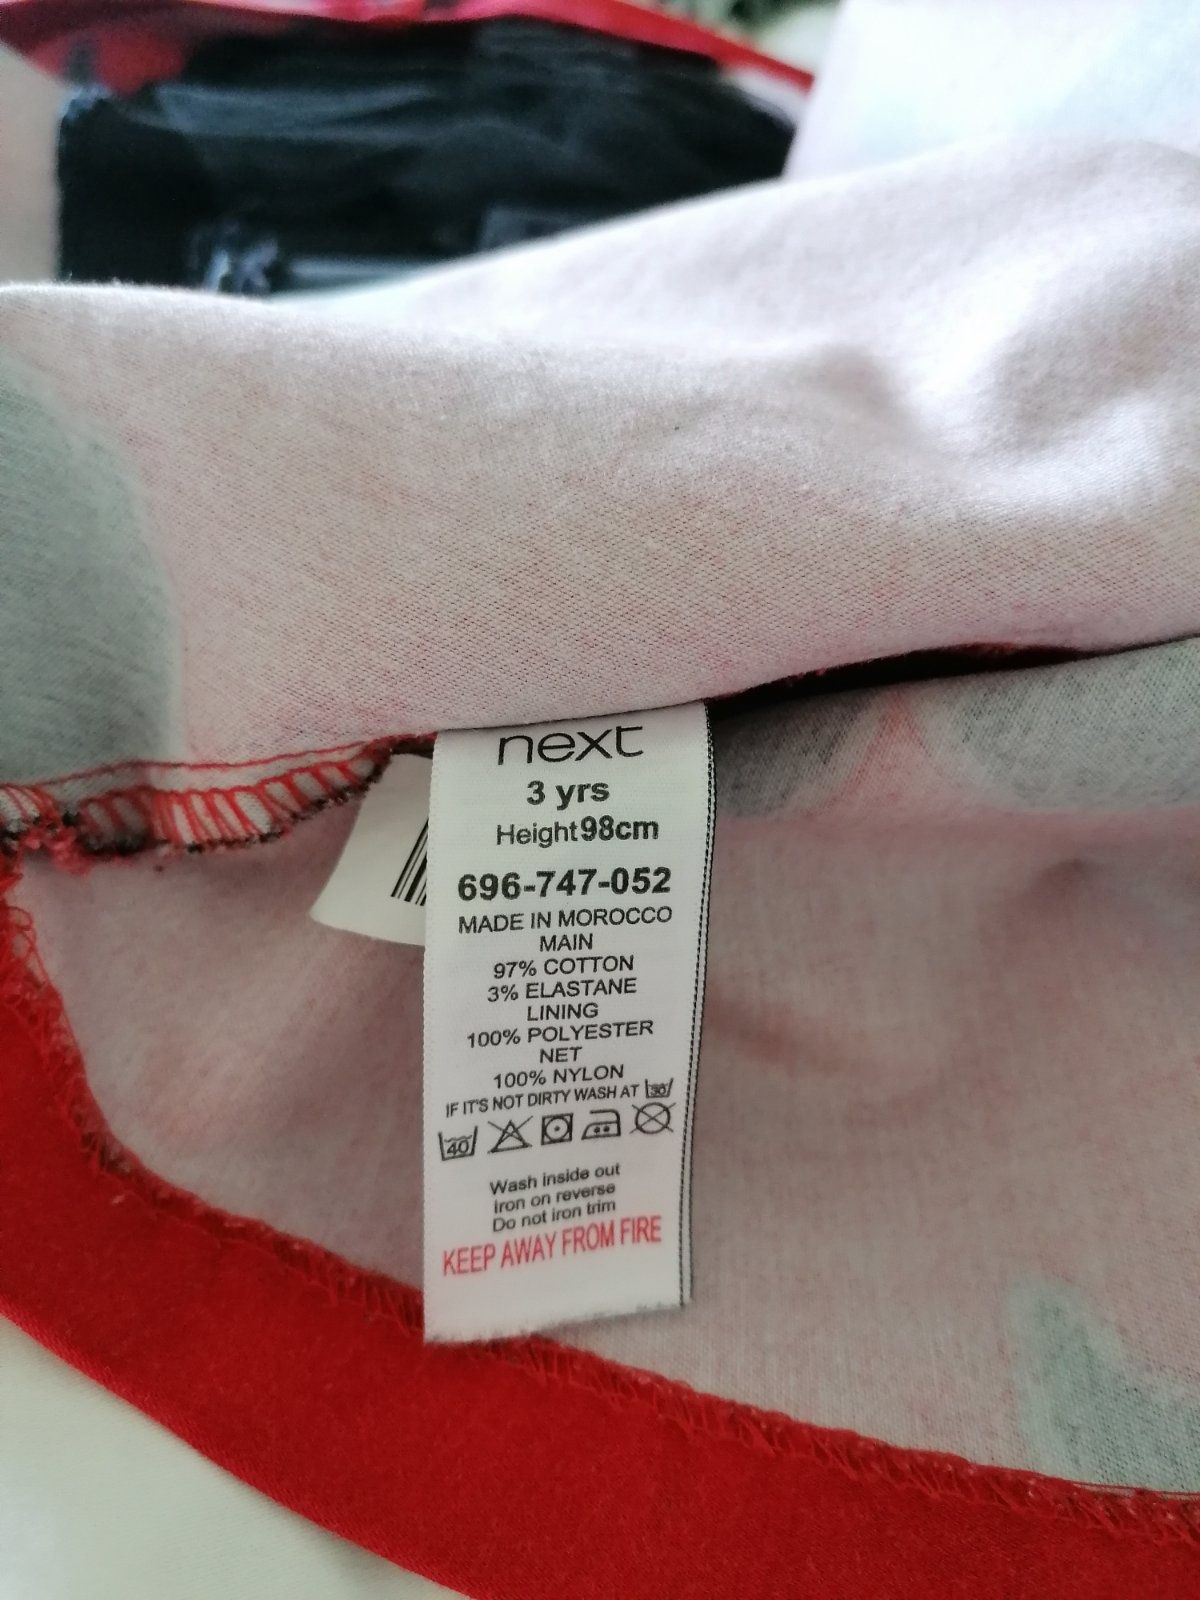 next
3 yrs
Height 98cm
696-747-052
MADE IN MOROCCO
MAIN
97% COTTON
3% ELASTANE
LINING
100% POLYESTER
NET
100% NYLON
IF IT'S NOT DIRTY WASH AT 30
40
Wash inside out
Iron on reverse
Do not iron trim
KEEP AWAY FROM FIRE